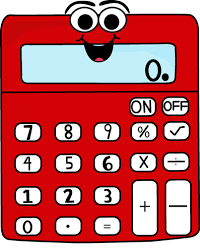 0.
ON OFF
7 8 9 % ✓
4 5 6 X ÷
1 2 3 + −
0 . =